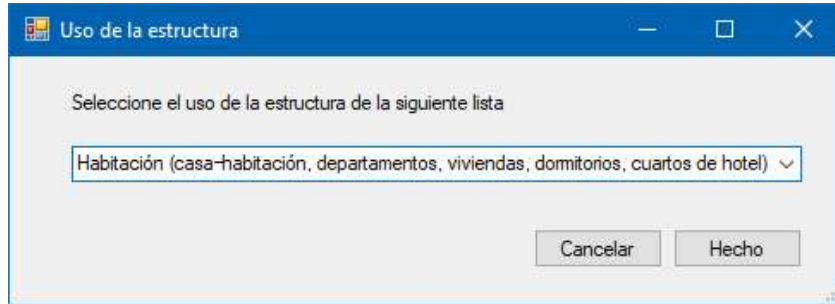 Uso de la estructura
Seleccione el uso de la estructura de la siguiente lista
Habitación (casa-habitación, departamentos, viviendas, dormitorios, cuartos de hotel)
Cancelar Hecho